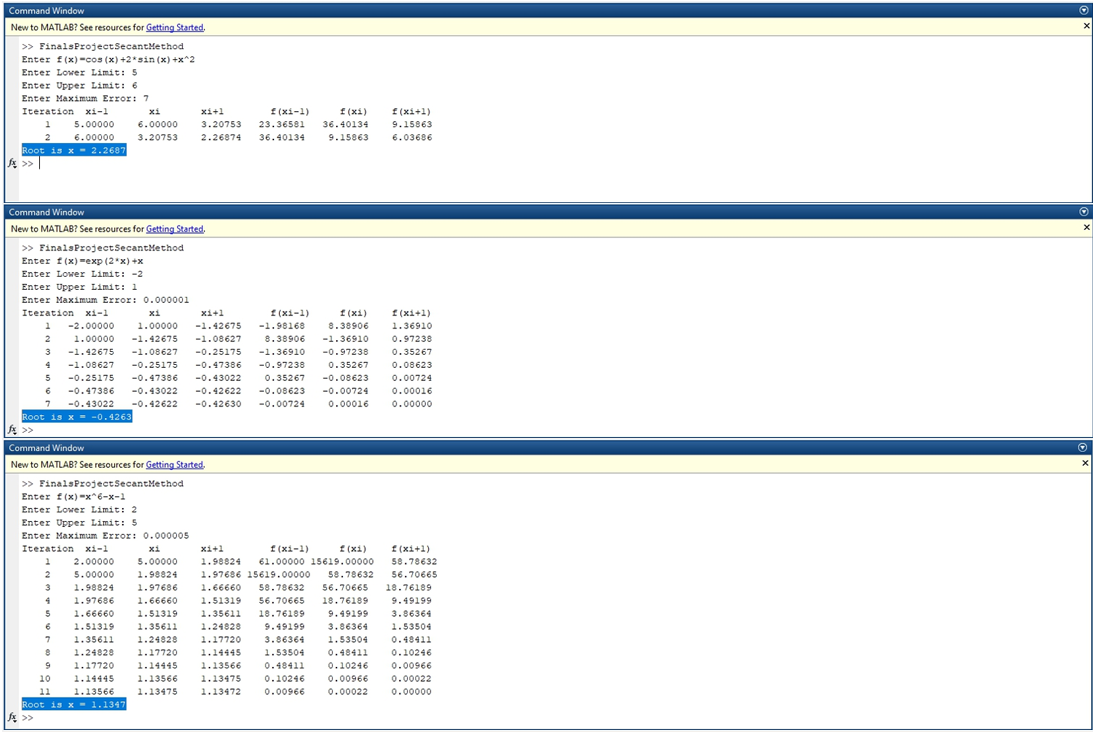 Command Window
New to MATLAB? See resources for Getting Started.
>> FinalsProjectSecantMethod
Enter f(x)=cos(x)+2*sin(x)+x^2
Enter Lower Limit: 5
Enter Upper Limit: 6
Enter Maximum Error: 7
Iteration xi-1 xi xi+1 f(xi-1) f(xi) f(xi+1)
1 5.00000 6.00000 3.20753 23.36581 36.40134 9.15863
2 6.00000 3.20753 2.26874 36.40134 9.15863 6.03686
Root is x = 2.2687
fx >>
Command Window
New to MATLAB? See resources for Getting Started.
>> FinalsProjectSecantMethod
Enter f(x)=exp(2*x)+x
Enter Lower Limit: -2
Enter Upper Limit: 1
Enter Maximum Error: 0.000001
Iteration xi-1 xi xi+1 f(xi-1) f(xi) f(xi+1)
1 -2.00000 1.00000 -1.42675 -1.98168 8.38906 1.36910
2 1.00000 -1.42675 -1.08627 8.38906 -1.36910 0.97238
3 -1.42675 -1.08627 -0.25175 -1.36910 -0.97238 0.35267
4 -1.08627 -0.25175 -0.47386 -0.97238 0.35267 0.08623
5 -0.25175 -0.47386 -0.43022 0.35267 -0.08623 0.00724
6 -0.47386 -0.43022 -0.42622 -0.08623 -0.00724 0.00016
7 -0.43022 -0.42622 -0.42630 -0.00724 0.00016 0.00000
Root is x = -0.4263
fx >>
Command Window
New to MATLAB? See resources for Getting Started.
>> FinalsProjectSecantMethod
Enter f(x)=x^6-x-1
Enter Lower Limit: 2
Enter Upper Limit: 5
Enter Maximum Error: 0.000005
Iteration xi-1 xi xi+1 f(xi-1) f(xi) f(xi+1)
1 2.00000 5.00000 1.98824 61.00000 15619.00000 58.78632
2 5.00000 1.98824 1.97686 15619.00000 58.78632 56.70665
3 1.98824 1.97686 1.66660 58.78632 56.70665 18.76189
4 1.97686 1.66660 1.51319 56.70665 18.76189 9.49199
5 1.66660 1.51319 1.35611 18.76189 9.49199 3.86364
6 1.51319 1.35611 1.24828 9.49199 3.86364 1.53504
7 1.35611 1.24828 1.17720 3.86364 1.53504 0.48411
8 1.24828 1.17720 1.14445 1.53504 0.48411 0.10246
9 1.17720 1.14445 1.13566 0.48411 0.10246 0.00966
10 1.14445 1.13566 1.13475 0.10246 0.00966 0.00022
11 1.13566 1.13475 1.13472 0.00966 0.00022 0.00000
Root is x = 1.1347
fx >>